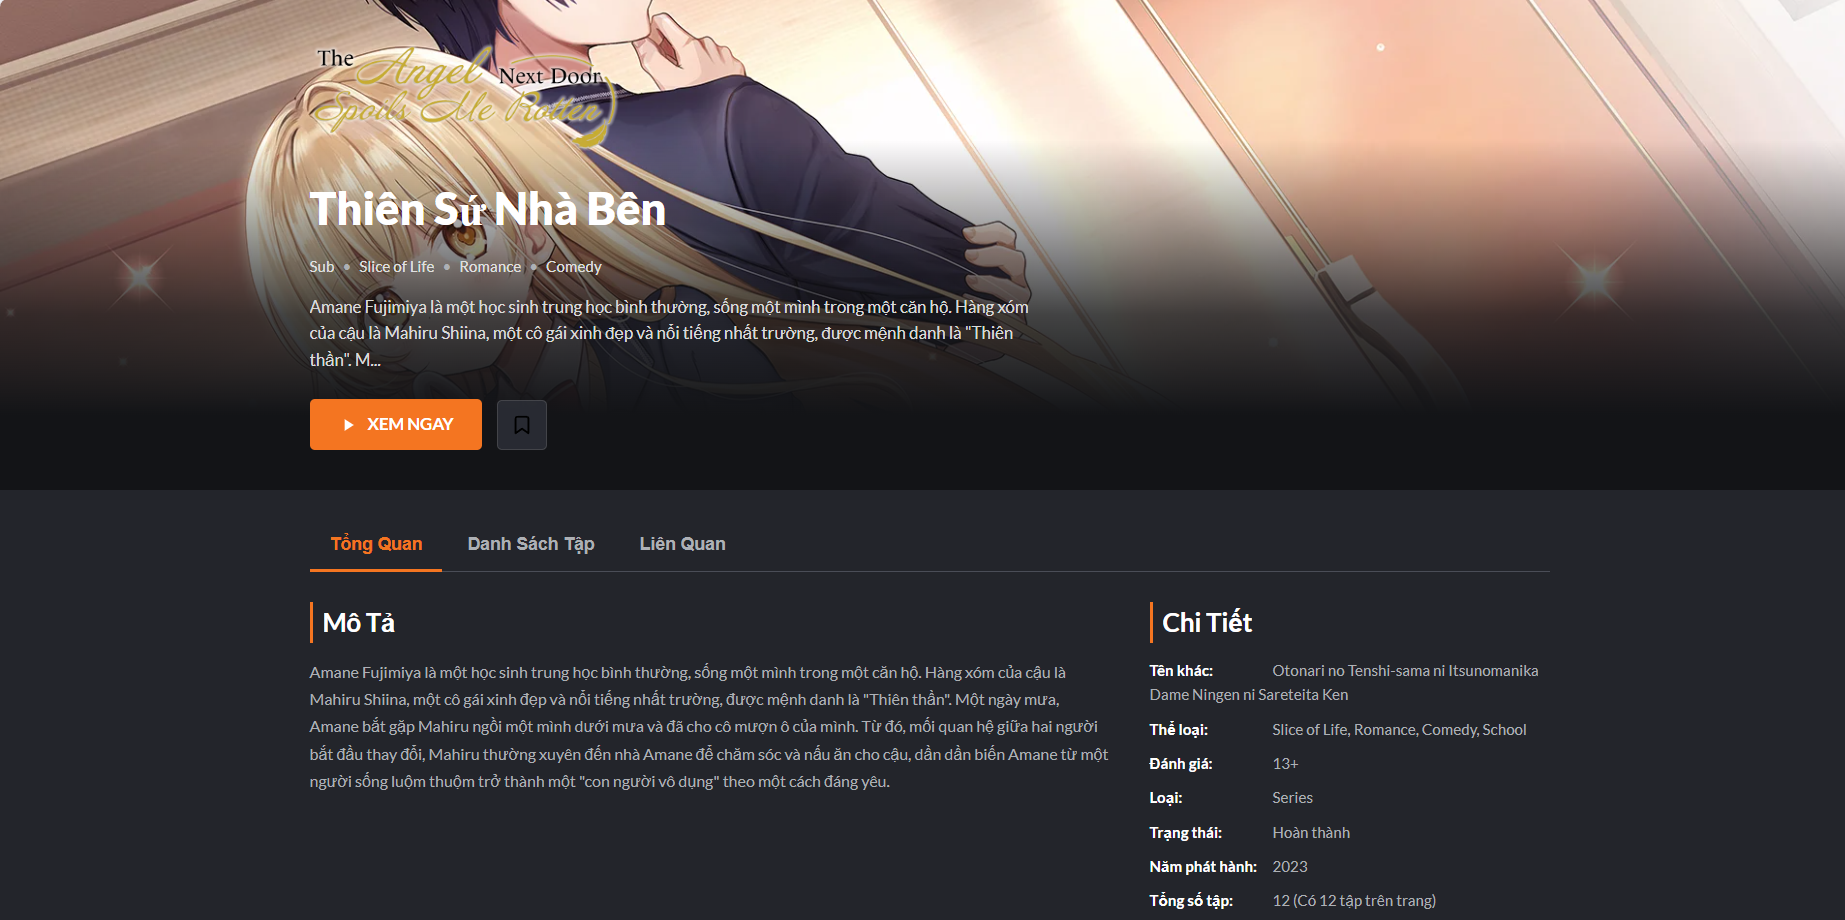 The Angel Next Door
Spoils Me Rotten
Thiên Sứ Nhà Bên
Sub • Slice of Life • Romance • Comedy
Amane Fujimiya là một học sinh trung học bình thường, sống một mình trong một căn hộ. Hàng xóm
của cậu là Mahiru Shiina, một cô gái xinh đẹp và nổi tiếng nhất trường, được mệnh danh là "Thiên
thần". M...
XEM NGAY
Tổng Quan
Danh Sách Tập
Liên Quan
Mô Tả
Amane Fujimiya là một học sinh trung học bình thường, sống một mình trong một căn hộ. Hàng xóm của cậu là
Mahiru Shiina, một cô gái xinh đẹp và nổi tiếng nhất trường, được mệnh danh là "Thiên thần". Một ngày mưa,
Amane bắt gặp Mahiru ngồi một mình dưới mưa và đã cho cô mượn ô của mình. Từ đó, mối quan hệ giữa hai người
bắt đầu thay đổi, Mahiru thường xuyên đến nhà Amane để chăm sóc và nấu ăn cho cậu, dần dần biến Amane từ một
người sống luộm thuộm trở thành một "con người vô dụng" theo một cách đáng yêu.
Chi Tiết
Tên khác: Otonari no Tenshi-sama ni Itsunomanika
Dame Ningen ni Sareteita Ken
Thể loại: Slice of Life, Romance, Comedy, School
Đánh giá: 13+
Loại: Series
Trạng thái: Hoàn thành
Năm phát hành: 2023
Tổng số tập: 12 (Có 12 tập trên trang)